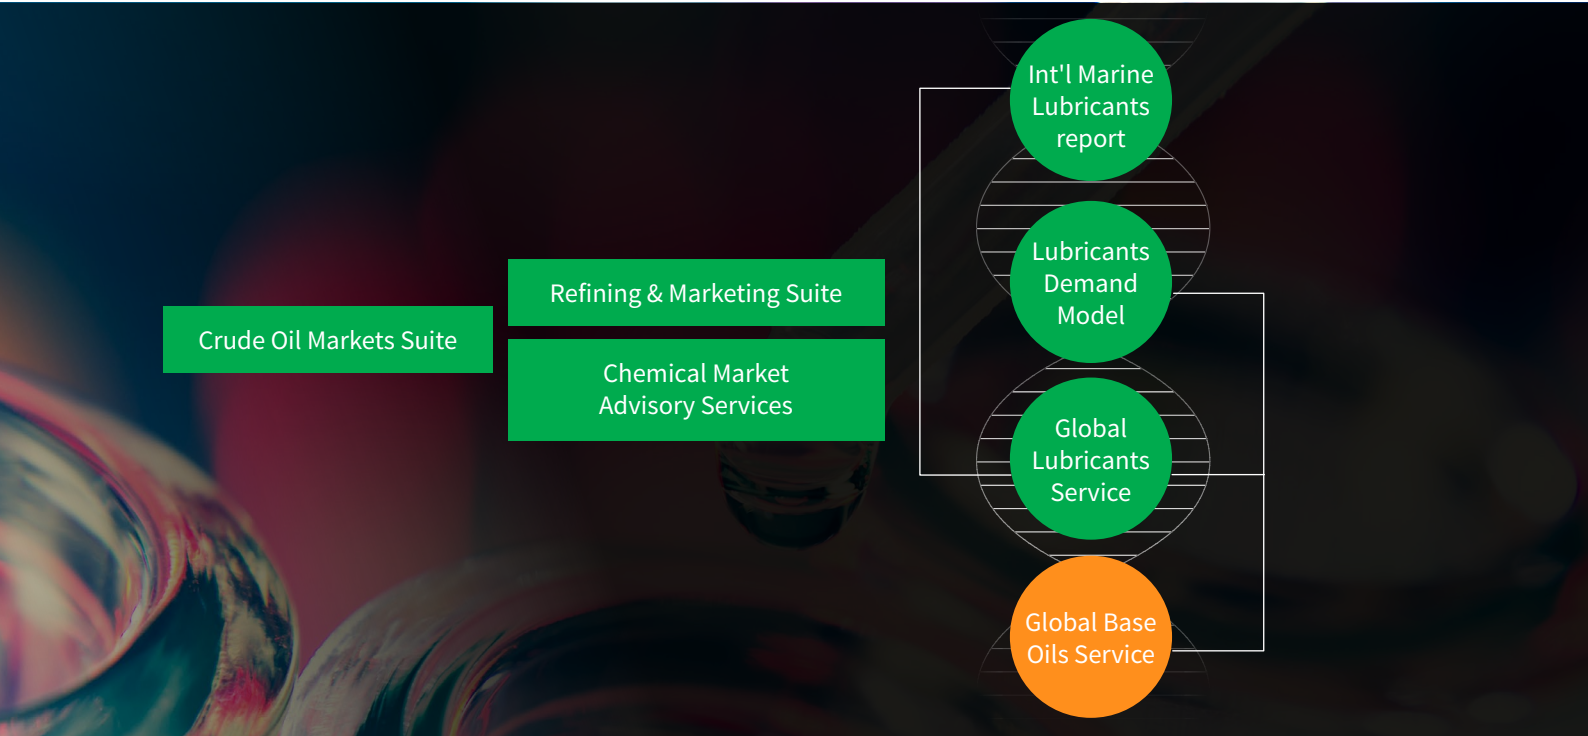 Crude Oil Markets Suite
Refining & Marketing Suite
Chemical Market
Advisory Services
Int'l Marine
Lubricants
report
Lubricants
Demand
Model
Global
Lubricants
Service
Global Base
Oils Service